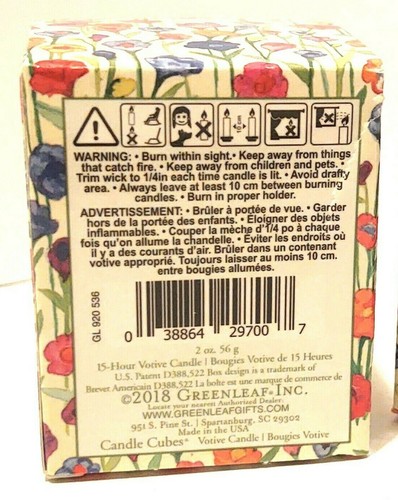 WARNING: • Burn within sight. • Keep away from things
that catch fire. • Keep away from children and pets. •
Trim wick to 1/4in each time candle is lit. • Avoid drafty
area. • Always leave at least 10 cm between burning
candles. • Burn in proper holder.
ADVERTISSEMENT: • Brûler à portée de vue. • Garder
hors de la portée des enfants. • Eloigner des objets
inflammables. • Couper la mèche d'1/4 po à chaque
fois qu'on allume la chandelle. • Eviter les endroits où
il y a des courants d'air. Brûler dans un contenant
votive approprié. Toujours laisser au moins 10 cm.
entre bougies allumées.
GL 920 536
0 38864 29700 7
2 oz. 56 g
15-Hour Votive Candle | Bougies Votive de 15 Heures
U.S. Patent D388,522 Box design is a trademark of
Brevet American D388,522 La boîte est une marque de commerce de
©2018 GREENLEAF® INC.
Locate your nearest Authorized Dealer.
WWW.GREENLEAFGIFTS.COM
951 S. Pine St. | Spartanburg, SC 29302
Made in the USA
Candle Cubes® Votive Candle | Bougies Votive